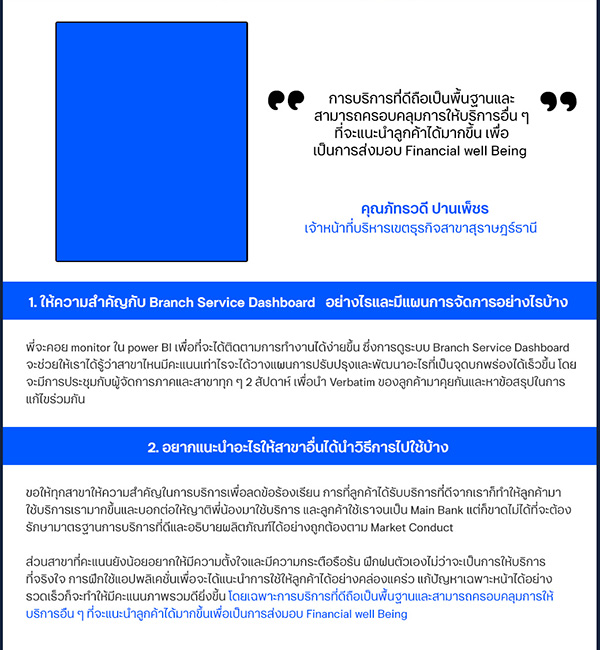 การบริการที่ดีถือเป็นพื้นฐานและ
สามารถครอบคลุมการให้บริการอื่น ๆ
ที่จะแนะนำลูกค้าได้มากขึ้น เพื่อ
เป็นการส่งมอบ Financial well Being
คุณภัทรวดี ปานเพ็ชร
เจ้าหน้าที่บริหารเขตธุรกิจสาขาสุราษฎร์ธานี
1. ให้ความสำคัญกับ Branch Service Dashboard อย่างไรและมีแผนการจัดการอย่างไรบ้าง
พี่จะคอย monitor ใน power BI เพื่อที่จะได้ติดตามการทำงานได้ง่ายขึ้น ซึ่งการดูระบบ Branch Service Dashboard
จะช่วยให้เราได้รู้ว่าสาขาไหนมีคะแนนเท่าไรจะได้วางแผนการปรับปรุงและพัฒนาอะไรที่เป็นจุดบกพร่องได้เร็วขึ้น โดย
จะมีการประชุมกับผู้จัดการภาคและสาขาทุก ๆ 2 สัปดาห์ เพื่อนำ Verbatim ของลูกค้ามาคุยกันและหาข้อสรุปในการ
แก้ไขร่วมกัน
2. อยากแนะนำอะไรให้สาขาอื่นได้นำวิธีการไปใช้บ้าง
ขอให้ทุกสาขาให้ความสำคัญในการบริการเพื่อลดข้อร้องเรียน การที่ลูกค้าได้รับบริการที่ดีจากเราก็ทำให้ลูกค้ามา
ใช้บริการเรามากขึ้นและบอกต่อให้ญาติพี่น้องมาใช้บริการ และลูกค้าใช้เราจนเป็น Main Bank แต่ก็ขาดไม่ได้ที่จะต้อง
รักษามาตรฐานการบริการที่ดีและอธิบายผลิตภัณฑ์ได้อย่างถูกต้องตาม Market Conduct
ส่วนสาขาที่คะแนนยังน้อยอยากให้มีความตั้งใจและมีความกระตือรือร้น ฝึกฝนตัวเองไม่ว่าจะเป็นการให้บริการ
ที่จริงใจ การฝึกใช้แอปพลิเคชั่นเพื่อจะได้แนะนำการใช้ให้ลูกค้าได้อย่างคล่องแคร่ว แก้ปัญหาเฉพาะหน้าได้อย่าง
รวดเร็วก็จะทำให้มีคะแนนภาพรวมดียิ่งขึ้น โดยเฉพาะการบริการที่ดีถือเป็นพื้นฐานและสามารถครอบคลุมการให้
บริการอื่น ๆ ที่จะแนะนำลูกค้าได้มากขึ้นเพื่อเป็นการส่งมอบ Financial well Being